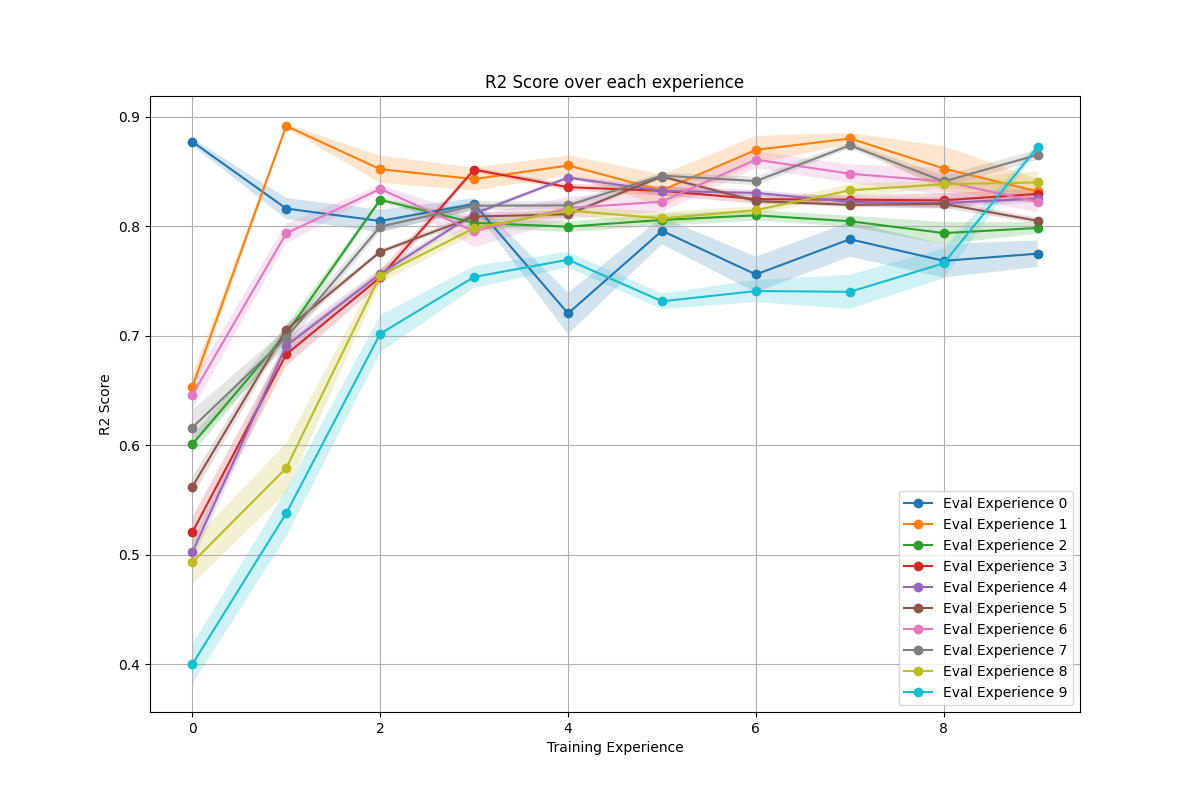 R2 Score over each experience
0.9
0.8
0.7
0.6
0.5
0.4
R2 Score
0 2 4 6 8
Training Experience
Eval Experience 0
Eval Experience 1
Eval Experience 2
Eval Experience 3
Eval Experience 4
Eval Experience 5
Eval Experience 6
Eval Experience 7
Eval Experience 8
Eval Experience 9